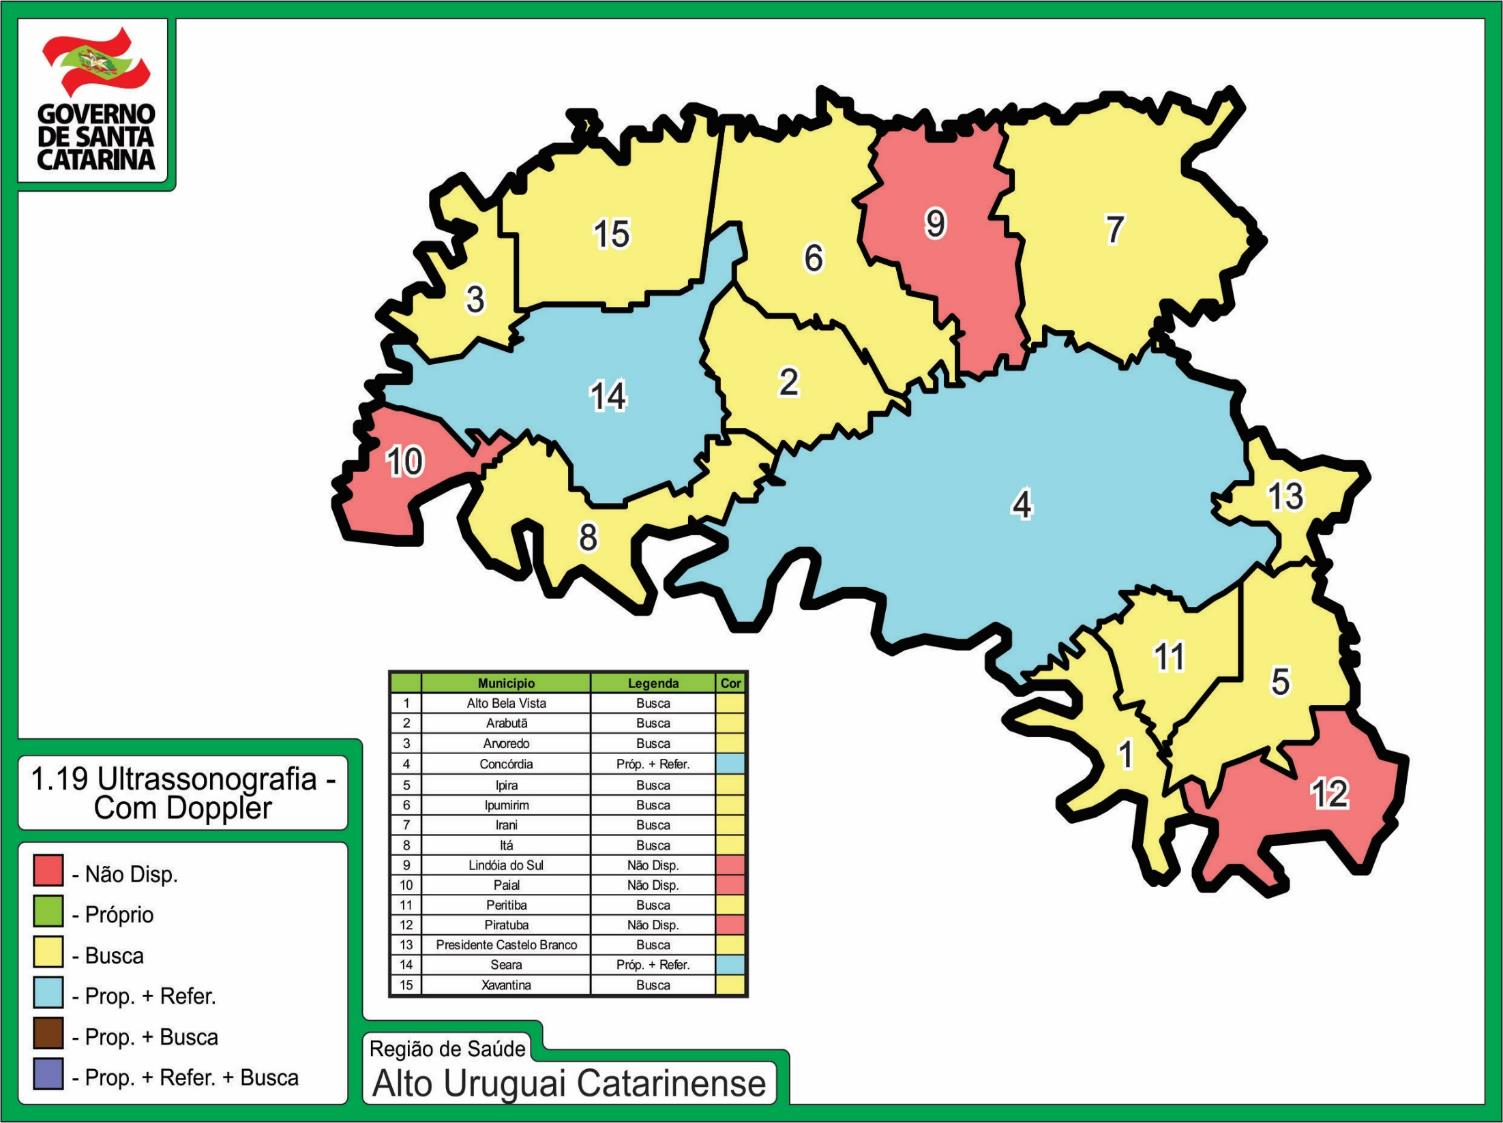 GOVERNO
DE SANTA
CATARINA
15
6
9
7
3
14
2
10
8
4
13
11
5
1
12
Município Legenda Cor
1 Alto Bela Vista Busca
2 Arabutã Busca
3 Arvoredo Busca
4 Concórdia Próp. + Refer.
5 Ipira Busca
6 Ipumirim Busca
7 Irani Busca
8 Itá Busca
9 Lindóia do Sul Não Disp.
10 Paial Não Disp.
11 Peritiba Busca
12 Piratuba Não Disp.
13 Presidente Castelo Branco Busca
14 Seara Próp. + Refer.
15 Xavantina Busca
1.19 Ultrassonografia -
Com Doppler
- Não Disp.
- Próprio
- Busca
- Prop. + Refer.
- Prop. + Busca
- Prop. + Refer. + Busca
Região de Saúde
Alto Uruguai Catarinense